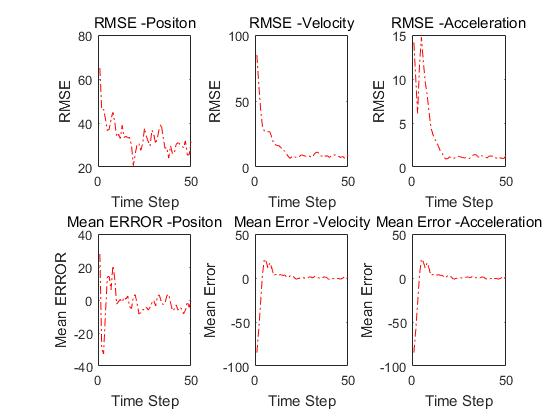 RMSE -Positon
RMSE -Velocity
RMSE -Acceleration
80
60
40
20
RMSE
0
50
Time Step
100
50
0
RMSE
0
50
Time Step
15
10
5
0
RMSE
0
50
Time Step
Mean ERROR -Positon
Mean Error -Velocity
Mean Error -Acceleration
40
20
0
-20
-40
Mean ERROR
0
50
Time Step
50
0
-50
-100
Mean Error
0
50
Time Step
50
0
-50
-100
Mean Error
0
50
Time Step